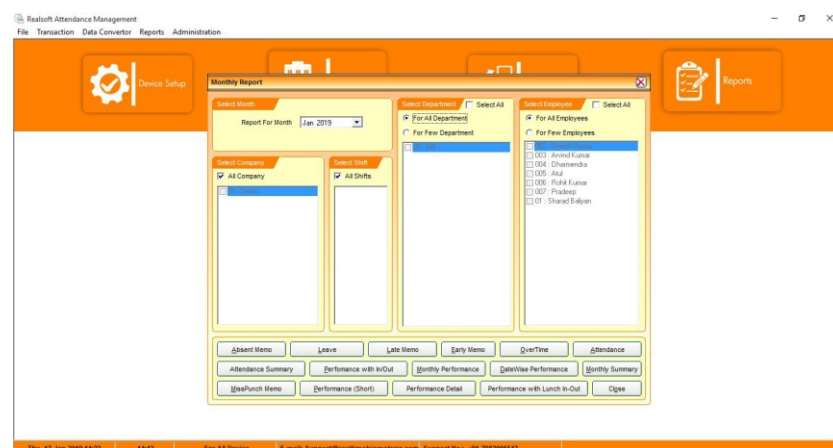 Realsoft Attendance Management
File Transaction Data Convertor Reports Administration
Device Setup
Reports
Monthly Report
Select Month
Report For Month Jan 2019
Select Department Select All
For All Department
For Few Department
Select Employee Select All
For All Employees
For Few Employees
003 : Arvind Kumar
004 : Dharnendra
005 : Atul
006 : Rohit Kumar
007 : Pradeep
01 : Sharad Baliyan
Select Company
All Company
Select Shift
All Shifts
Absent Memo Leave Late Memo Early Memo OverTime Attendance
Attendance Summary Perfomance with In/Out Monthly Performance DateWise Performance Monthly Summary
MissPunch Memo Performance (Short) Performance Detail Performance with Lunch In-Out Close